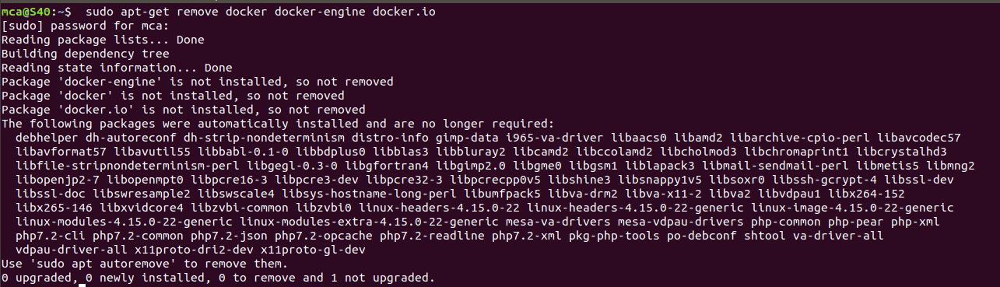 mca@S40:~$  sudo apt-get remove docker docker-engine docker.io
[sudo] password for mca:
Reading package lists... Done
Building dependency tree
Reading state information... Done
Package 'docker-engine' is not installed, so not removed
Package 'docker' is not installed, so not removed
Package 'docker.io' is not installed, so not removed
The following packages were automatically installed and are no longer required:
  debhelper dh-autoreconf dh-strip-nondeterminism distro-info gimp-data i965-va-driver libaacs0 libamd2 libarchive-cpio-perl libavcodec57
  libavformat57 libavutil55 libbabl-0.1-0 libbdplus0 libblas3 libbluray2 libcamd2 libccolamd2 libcholmod3 libchromaprint1 libcrystalhd3
  libfile-stripnondeterminism-perl libgegl-0.3-0 libgfortran4 libgimp2.0 libgme0 libgsm1 liblapack3 libmail-sendmail-perl libmetis5 libmng2
  libopenjp2-7 libopenmpt0 libpcre16-3 libpcre3-dev libpcre32-3 libpcrecpp0v5 libshine3 libsnappy1v5 libsoxr0 libssh-gcrypt-4 libssl-dev
  libssl-doc libswresample2 libswscale4 libsys-hostname-long-perl libumfpack5 libva-drm2 libva-x11-2 libva2 libvdpau1 libx264-152
  libx265-146 libxvidcore4 libzvbi-common libzvbi0 linux-headers-4.15.0-22 linux-headers-4.15.0-22-generic linux-image-4.15.0-22-generic
  linux-modules-4.15.0-22-generic linux-modules-extra-4.15.0-22-generic mesa-va-drivers mesa-vdpau-drivers php-common php-pear php-xml
  php7.2-cli php7.2-common php7.2-json php7.2-opcache php7.2-readline php7.2-xml pkg-php-tools po-debconf shtool va-driver-all
  vdpau-driver-all x11proto-dri2-dev x11proto-gl-dev
Use 'sudo apt autoremove' to remove them.
0 upgraded, 0 newly installed, 0 to remove and 1 not upgraded.